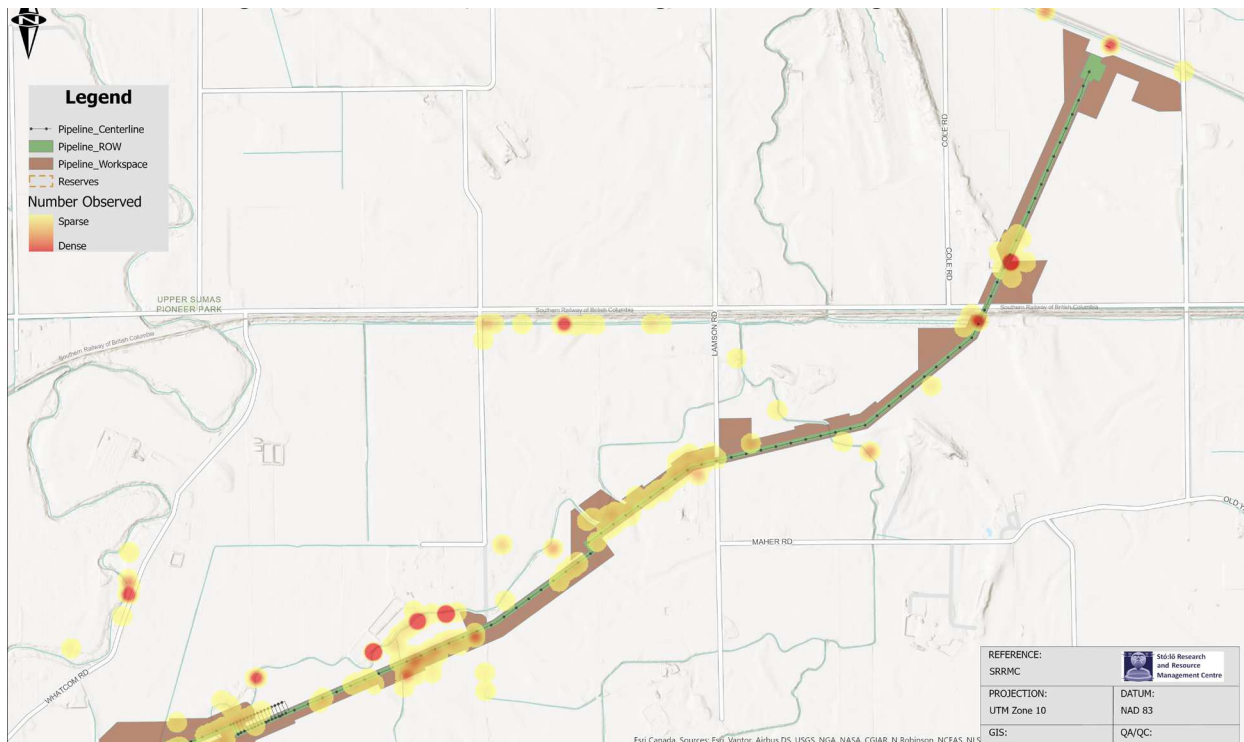 N
Legend
Pipeline_Centerline
Pipeline_ROW
Pipeline_Workspace
Reserves
Number Observed
Sparse
Dense
COLE RD
COLE RD
UPPER SUMAS
PIONEER PARK
Southern Railway of British Columbia
Southern Railway of British Columbia
Southern Railway of British Columbia
LAMSON RD
MAHER RD
WHATCOM RD
REFERENCE:
SRRMC
Stó:lō Research
and Resource
Management Centre
PROJECTION:
UTM Zone 10
DATUM:
NAD 83
GIS:
QA/QC:
Esri Canada, Sources: Esri, Vantor, Airbus DS, USGS, NGA, NASA, CGIAR, N Robinson, NCEAS, NLS